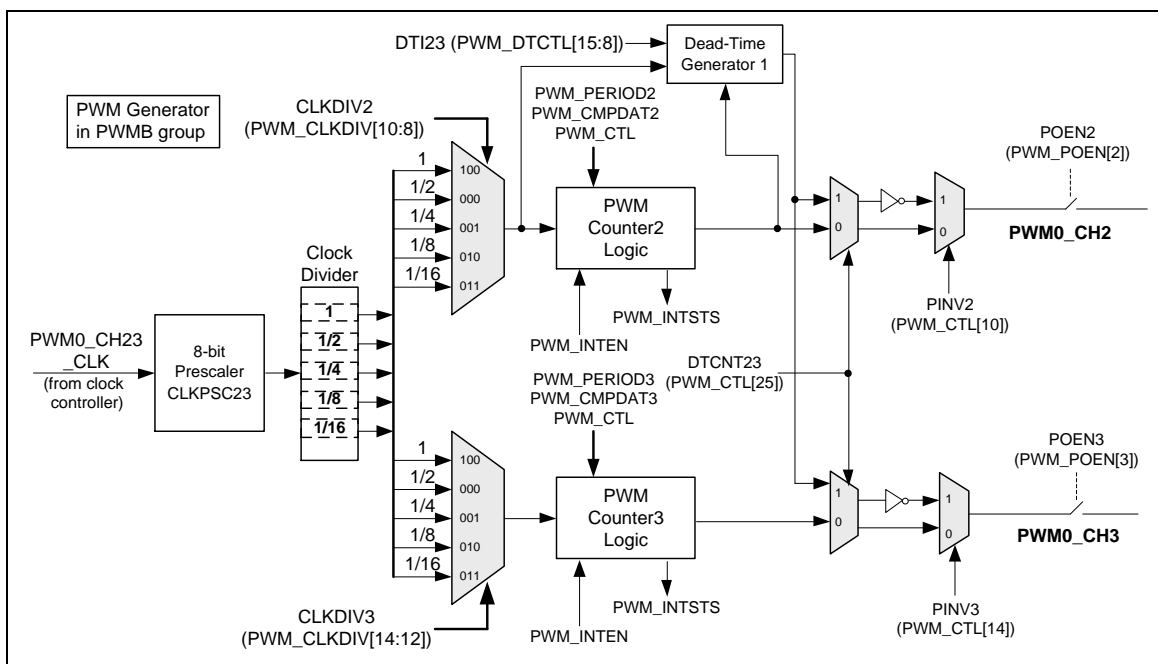 DTI23 (PWM_DTCTL[15:8])
Dead-Time
Generator 1
PWM Generator
in PWMB group
CLKDIV2
(PWM_CLKDIV[10:8])
PWM_PERIOD2
PWM_CMPDAT2
PWM_CTL
POEN2
(PWM_POEN[2])
1
1/2
1/4
1/8
1/16
100
000
001
010
011
PWM
Counter2
Logic
1
0
1
0
PWM0_CH2
Clock
Divider
1
1/2
1/4
1/8
1/16
PWM_INTSTS
PWM_INTEN
PINV2
(PWM_CTL[10])
PWM0_CH23
_CLK
(from clock
controller)
8-bit
Prescaler
CLKPSC23
DTCNT23
(PWM_CTL[25])
PWM_PERIOD3
PWM_CMPDAT3
PWM_CTL
POEN3
(PWM_POEN[3])
1
1/2
1/4
1/8
1/16
100
000
001
010
011
PWM
Counter3
Logic
1
0
1
0
PWM0_CH3
PWM_INTSTS
PWM_INTEN
CLKDIV3
(PWM_CLKDIV[14:12])
PINV3
(PWM_CTL[14])